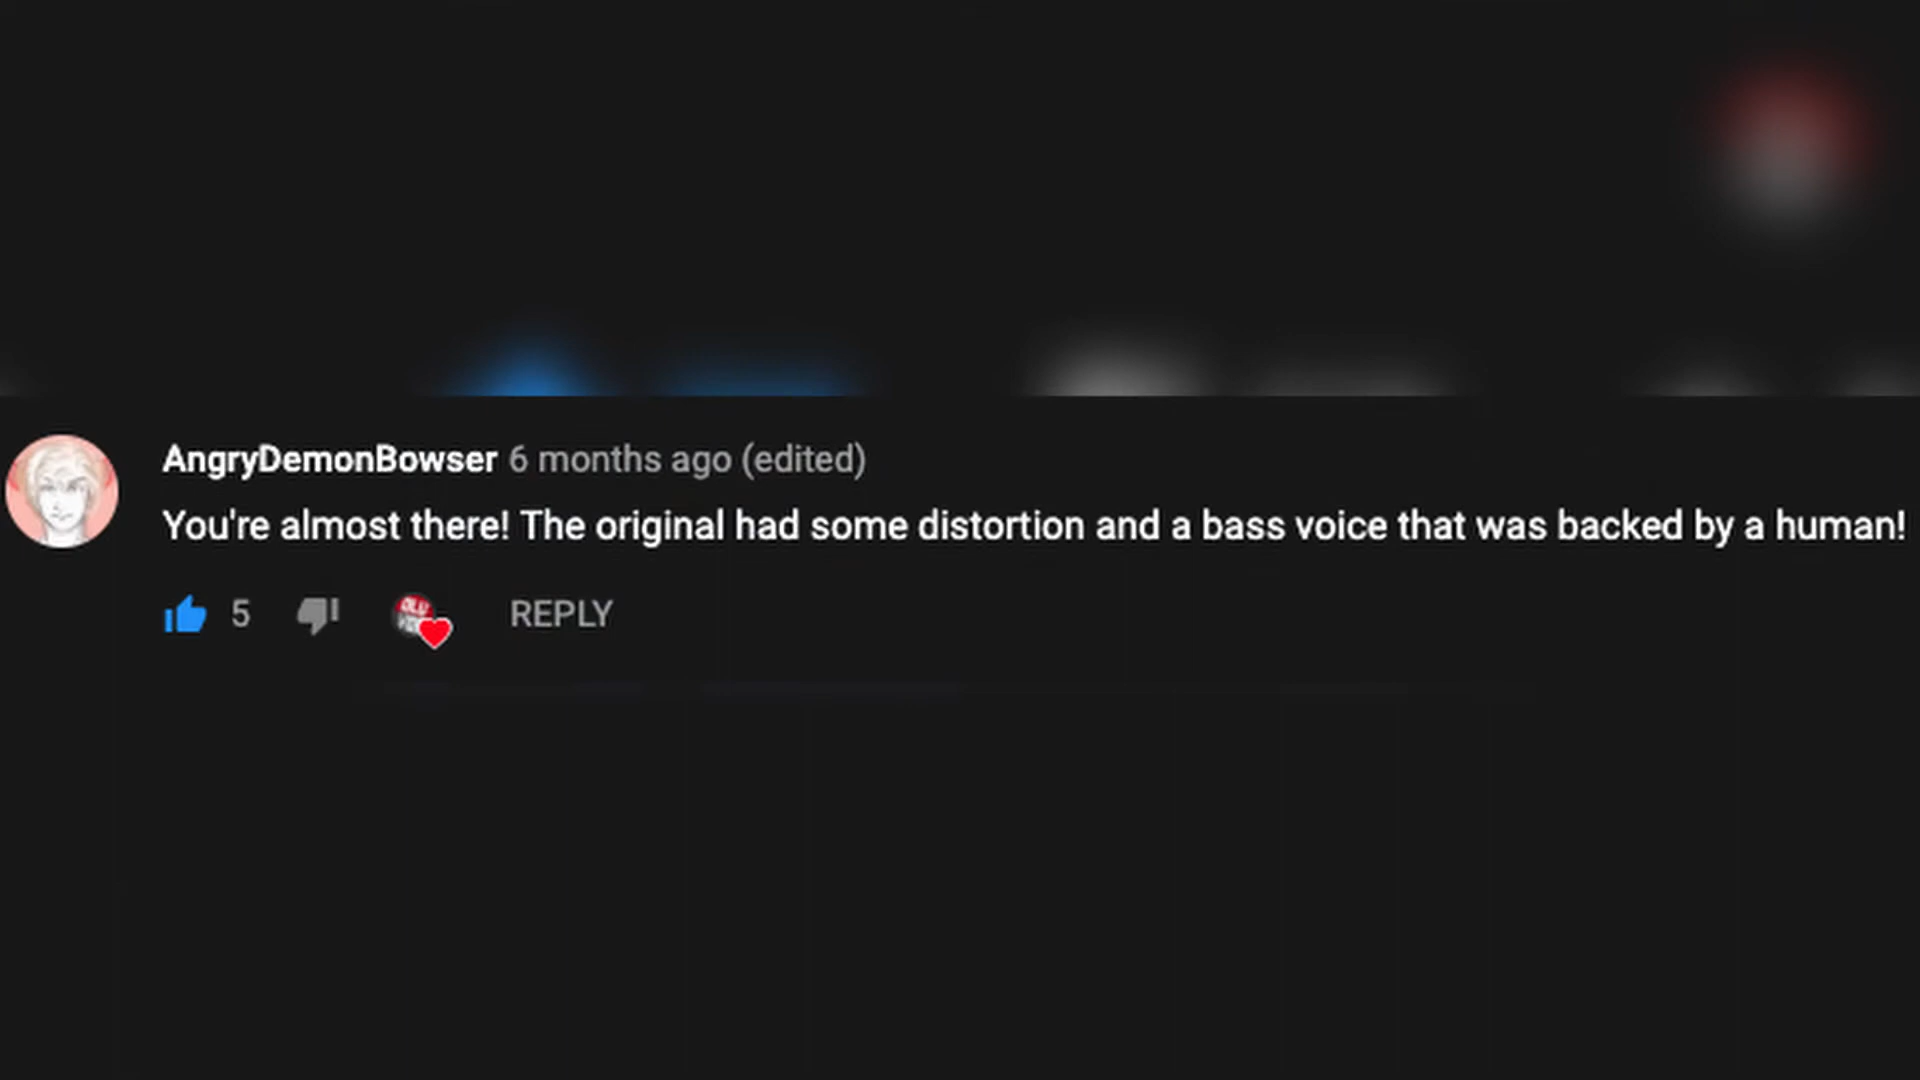 AngryDemonBowser 6 months ago (edited)
You're almost there! The original had some distortion and a bass voice that was backed by a human!
5 REPLY